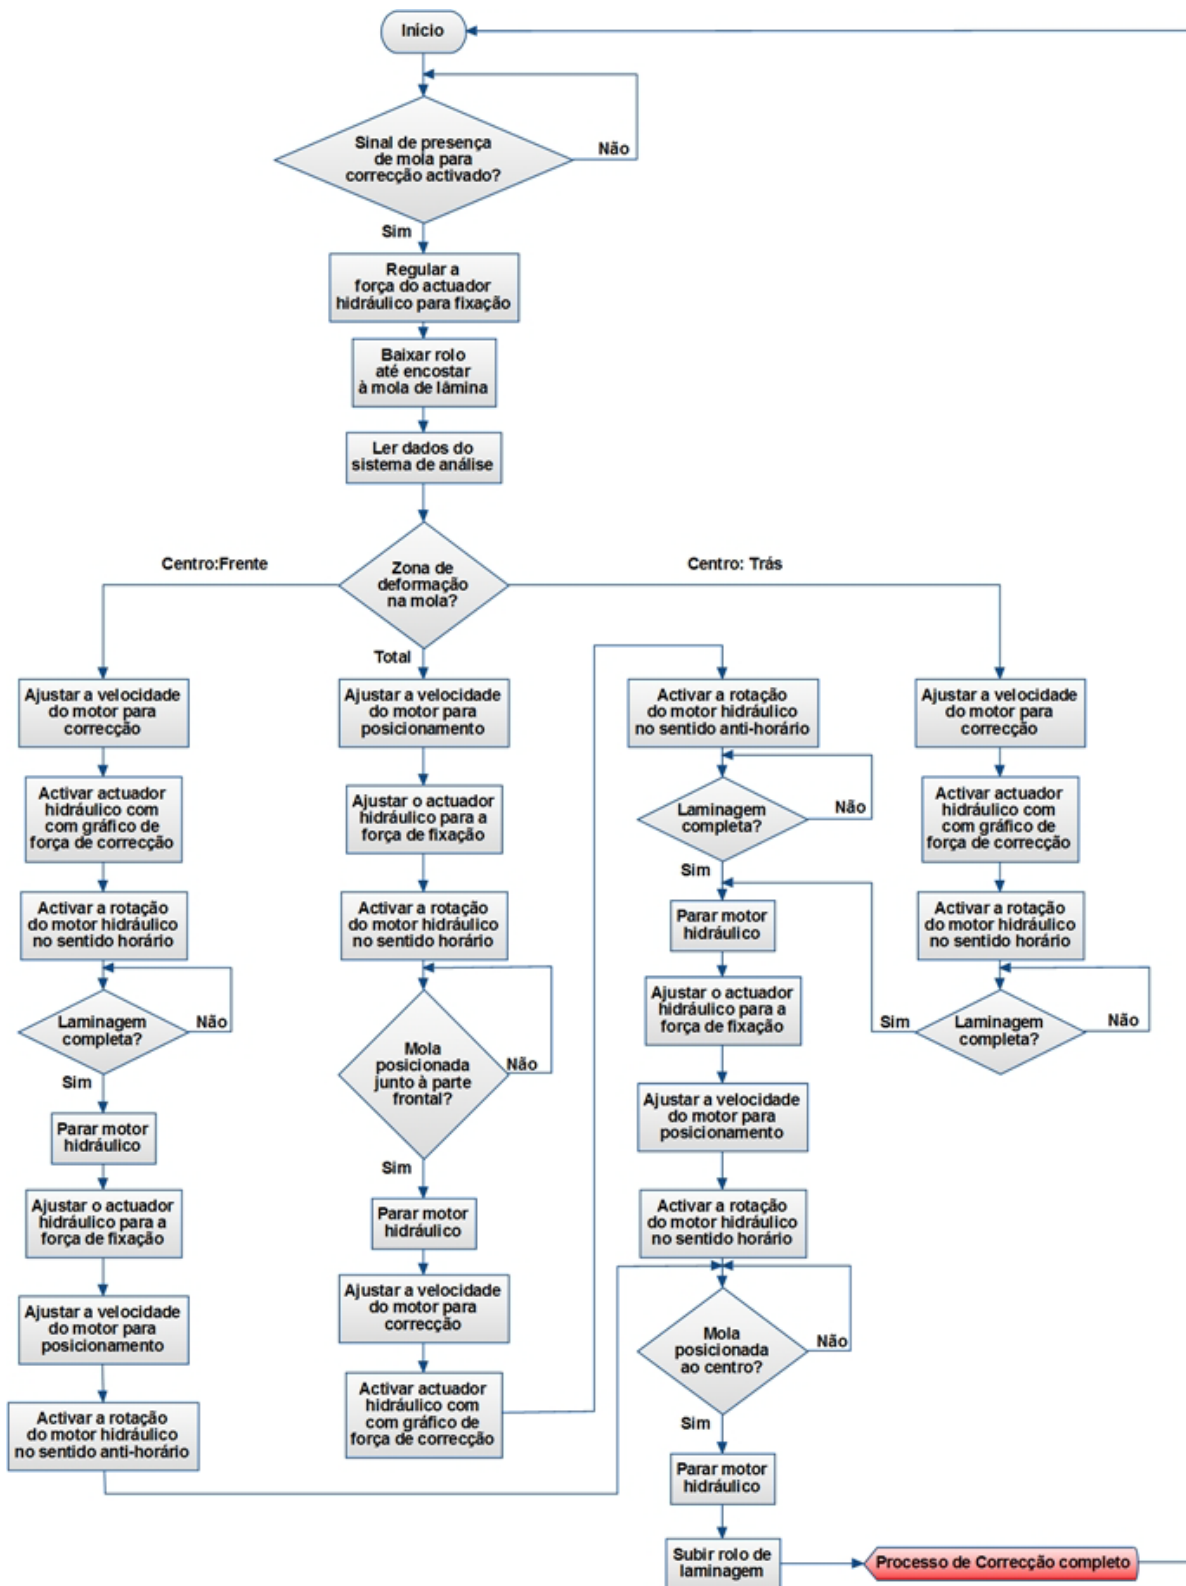 Início
Sinal de presença
de mola para
correcção activado?
Não
Sim
Regular a
força do actuador
hidráulico para fixação
Baixar rolo
até encostar
à mola de lâmina
Ler dados do
sistema de análise
Zona de
deformação
na mola?
Centro:Frente
Total
Centro: Trás
Ajustar a velocidade
do motor para
correcção
Activar actuador
hidráulico com
com gráfico de
força de correcção
Activar a rotação
do motor hidráulico
no sentido horário
Laminagem
completa?
Não
Sim
Parar motor
hidráulico
Ajustar o actuador
hidráulico para a
força de fixação
Ajustar a velocidade
do motor para
posicionamento
Activar a rotação
do motor hidráulico
no sentido anti-horário
Ajustar a velocidade
do motor para
posicionamento
Ajustar o actuador
hidráulico para a
força de fixação
Activar a rotação
do motor hidráulico
no sentido horário
Mola
posicionada
junto à parte
frontal?
Não
Sim
Parar motor
hidráulico
Ajustar a velocidade
do motor para
correcção
Activar actuador
hidráulico com
com gráfico de
força de correcção
Activar a rotação
do motor hidráulico
no sentido anti-horário
Laminagem
completa?
Não
Sim
Parar motor
hidráulico
Ajustar o actuador
hidráulico para a
força de fixação
Ajustar a velocidade
do motor para
posicionamento
Activar a rotação
do motor hidráulico
no sentido horário
Mola
posicionada
ao centro?
Não
Sim
Parar motor
hidráulico
Subir rolo de
laminagem
Processo de Correcção completo
Ajustar a velocidade
do motor para
correcção
Activar actuador
hidráulico com
com gráfico de
força de correcção
Activar a rotação
do motor hidráulico
no sentido horário
Laminagem
completa?
Não
Sim